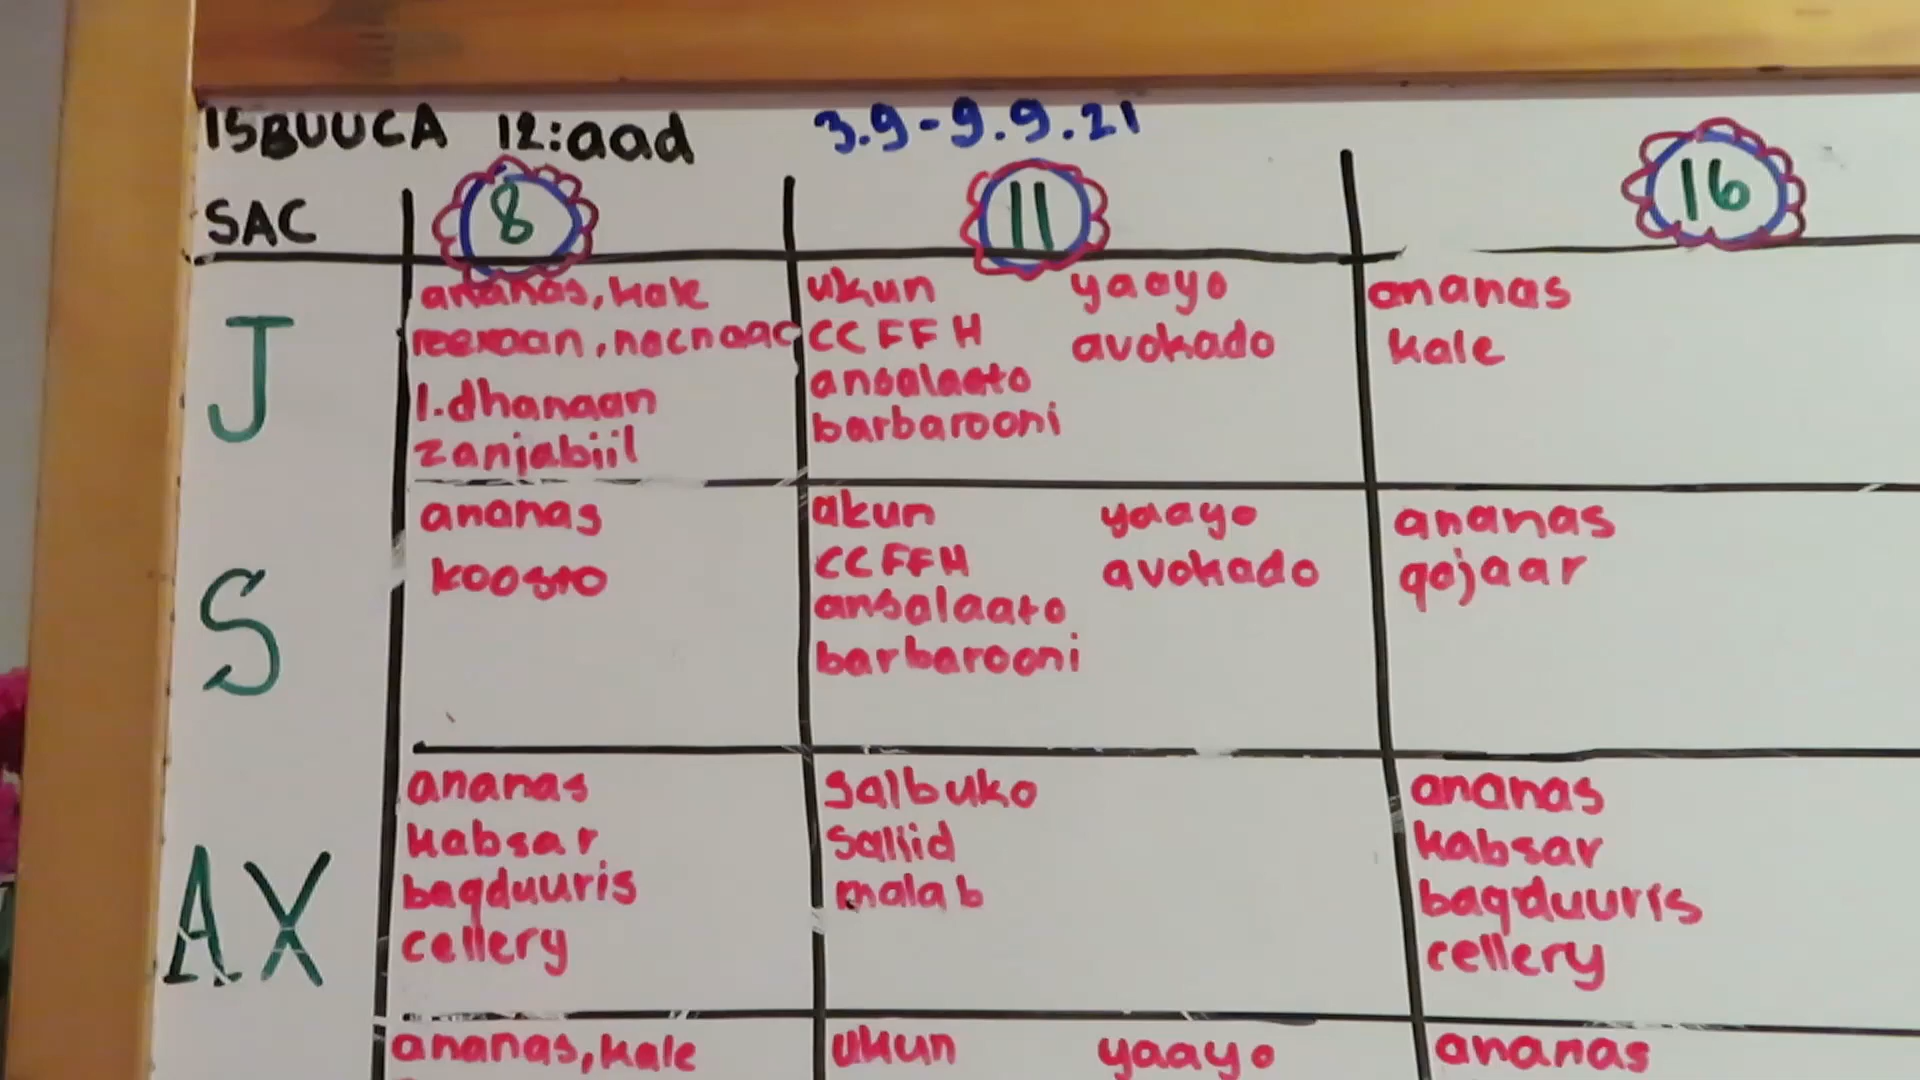 ISBUUCA 12:aad 3.9-9.9.21
SAC 8 11 16
J
ananas, kale
reexaan, nacnaac
l.dhanaan
zanjabiil
ukun
CCFFH
ansalaato
barbarooni
yaayo
avokado
ananas
kale
S
ananas
koosto
ukun
CCFFH
ansalaato
barbarooni
yaayo
avokado
ananas
qajaar
AX
ananas
kabsar
baqduuris
cellery
salbuko
saliid
malab
ananas
kabsar
baqduuris
cellery
ananas, kale
ukun
yaayo
ananas